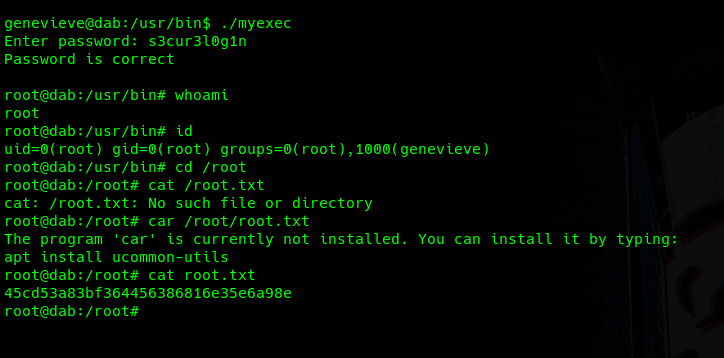 genevieve@dab:/usr/bin$ ./myexec
Enter password: s3cur3l0g1n
Password is correct
root@dab:/usr/bin# whoami
root
root@dab:/usr/bin# id
uid=0(root) gid=0(root) groups=0(root),1000(genevieve)
root@dab:/usr/bin# cd /root
root@dab:/root# cat /root.txt
cat: /root.txt: No such file or directory
root@dab:/root# car /root/root.txt
The program 'car' is currently not installed. You can install it by typing:
apt install ucommon-utils
root@dab:/root# cat root.txt
45cd53a83bf364456386816e35e6a98e
root@dab:/root#